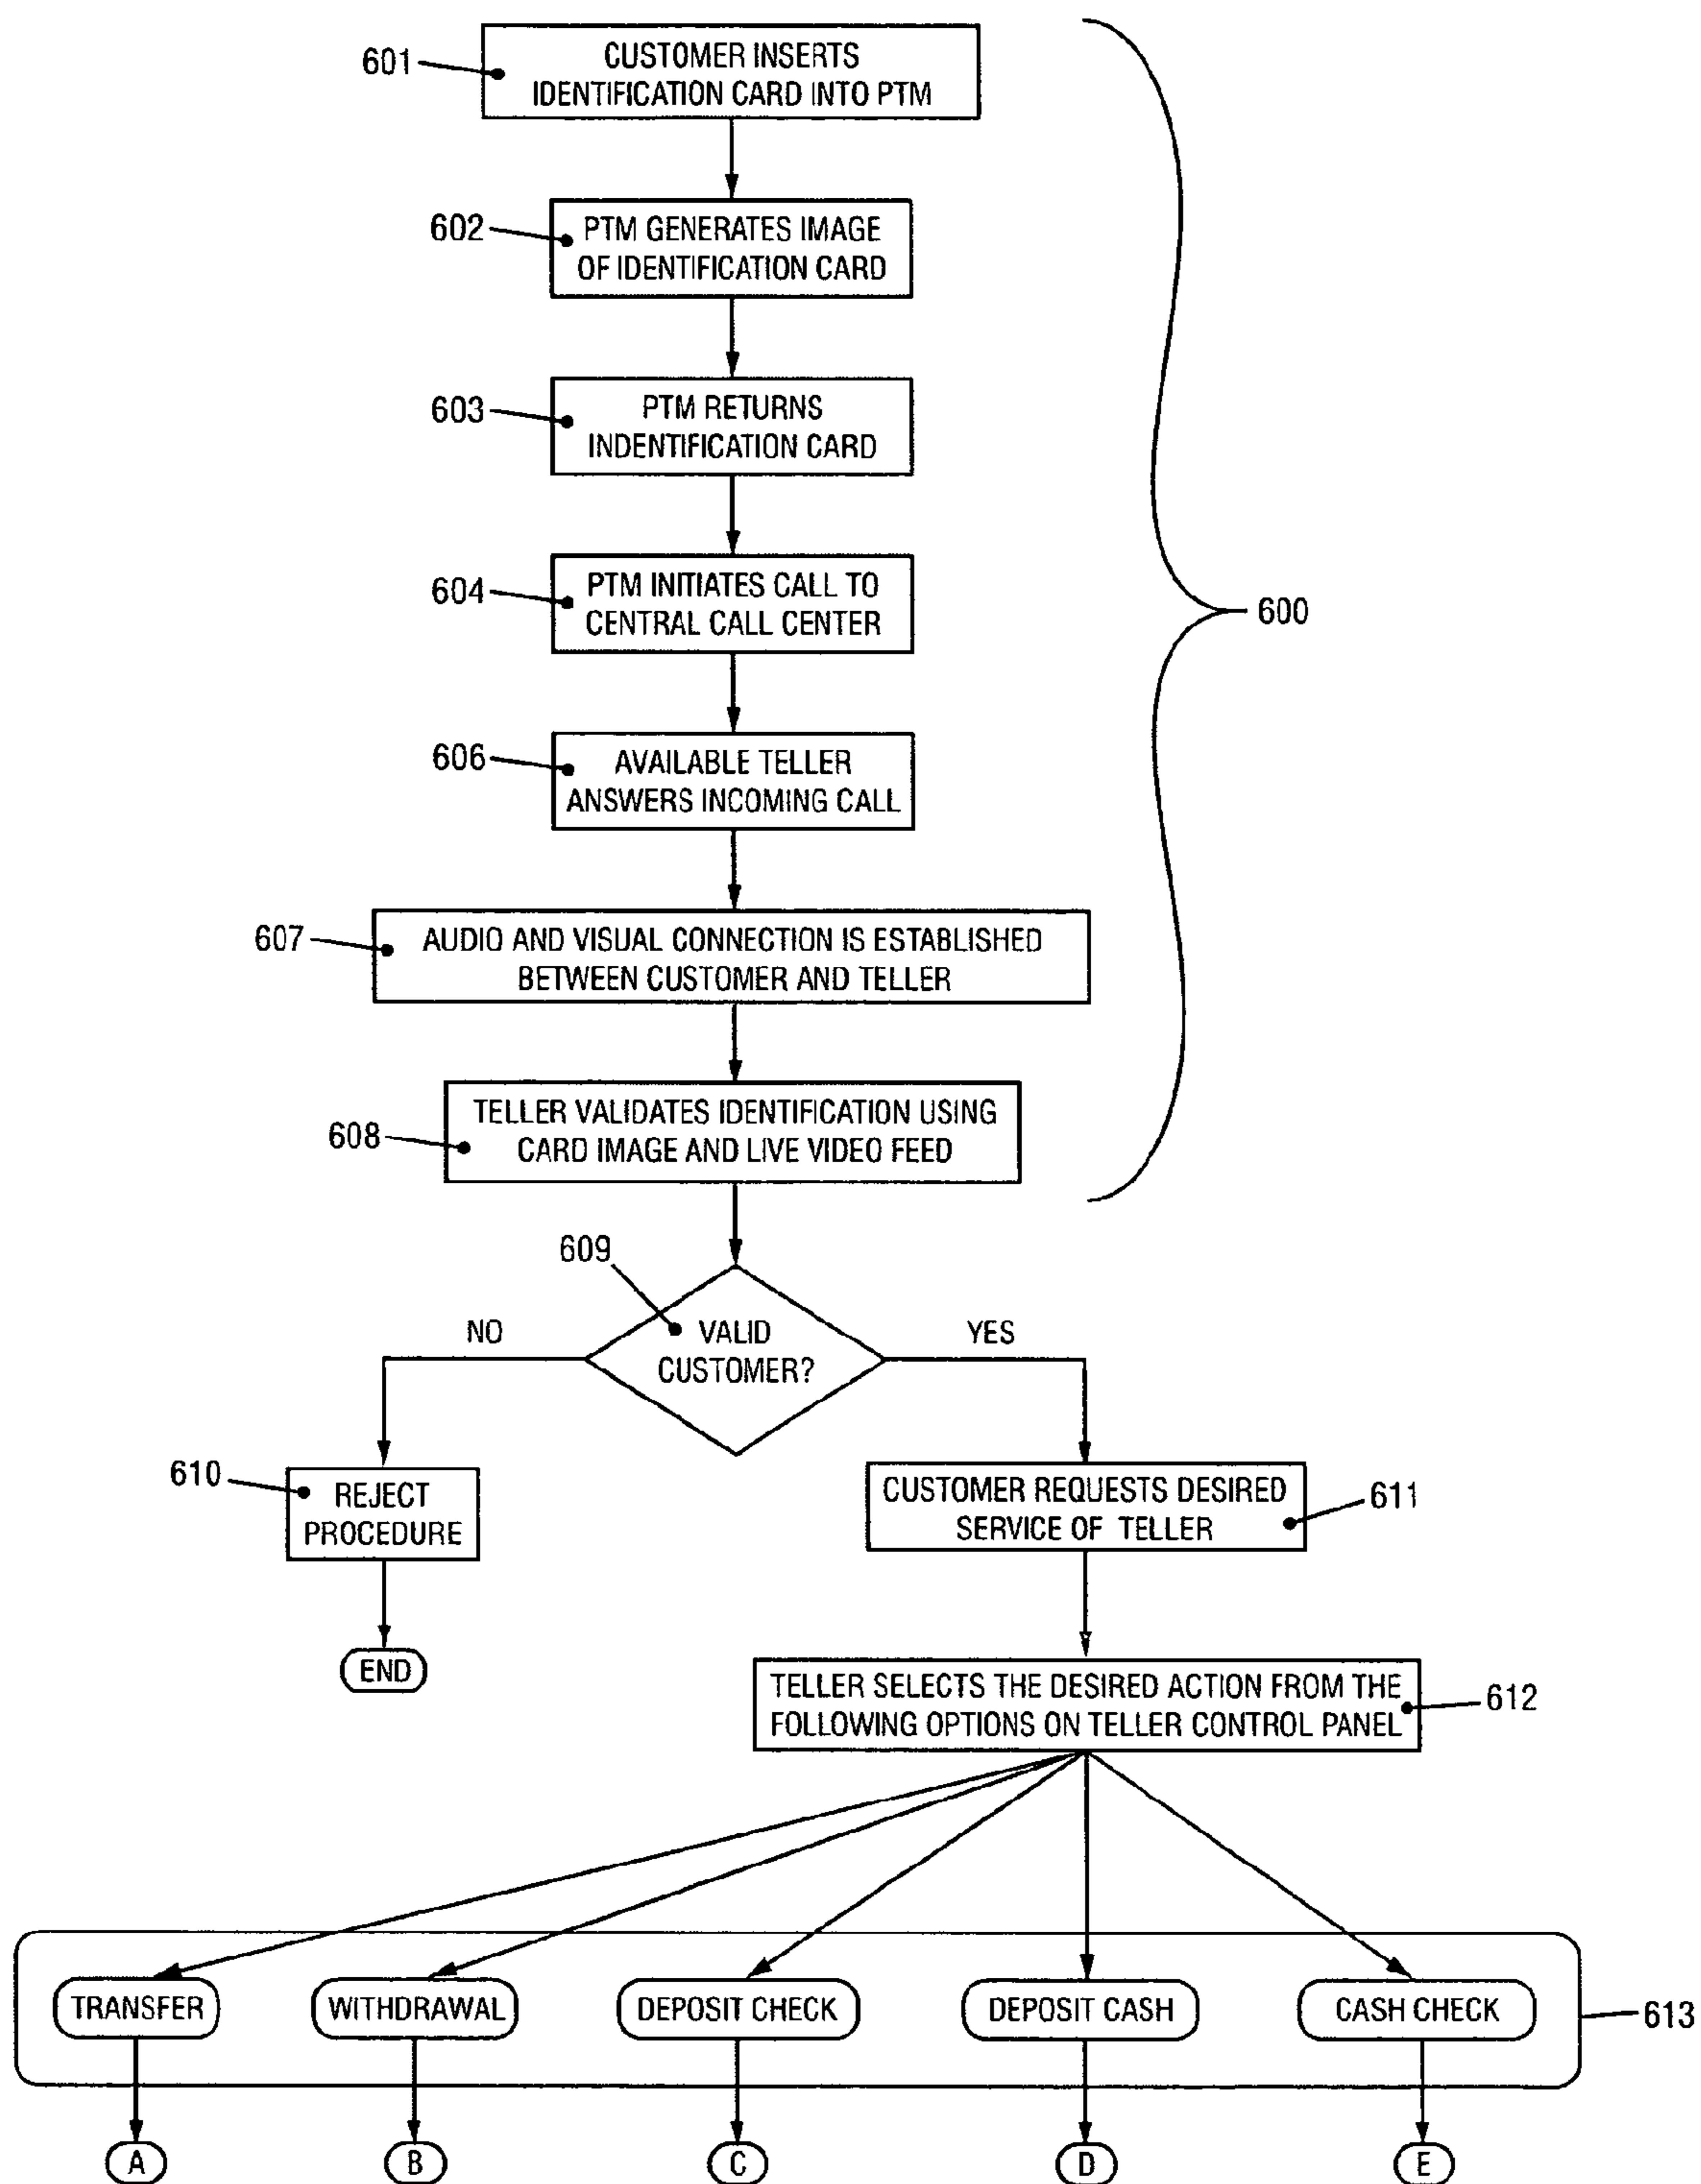 601
CUSTOMER INSERTS
IDENTIFICATION CARD INTO PTM
602
PTM GENERATES IMAGE
OF IDENTIFICATION CARD
603
PTM RETURNS
INDENTIFICATION CARD
604
PTM INITIATES CALL TO
CENTRAL CALL CENTER
600
606
AVAILABLE TELLER
ANSWERS INCOMING CALL
607
AUDIO AND VISUAL CONNECTION IS ESTABLISHED
BETWEEN CUSTOMER AND TELLER
608
TELLER VALIDATES IDENTIFICATION USING
CARD IMAGE AND LIVE VIDEO FEED
609
VALID
CUSTOMER?
NO
YES
610
REJECT
PROCEDURE
END
CUSTOMER REQUESTS DESIRED
SERVICE OF TELLER
611
TELLER SELECTS THE DESIRED ACTION FROM THE
FOLLOWING OPTIONS ON TELLER CONTROL PANEL
612
TRANSFER
WITHDRAWAL
DEPOSIT CHECK
DEPOSIT CASH
CASH CHECK
613
A
B
C
D
E